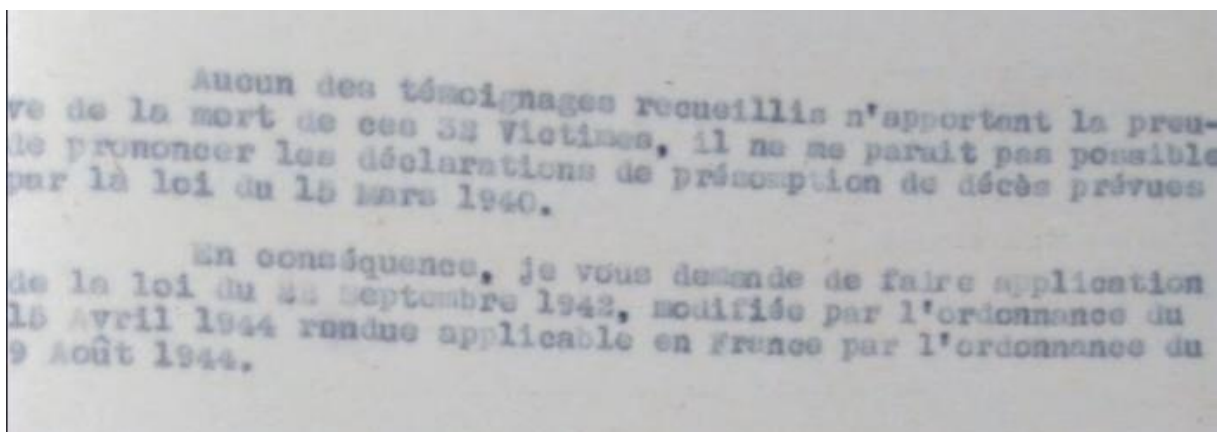 Aucun des témoignages recueillis n'apportant la preu-
ve de la mort de ces 32 Victimes, il ne me parait pas possible
de prononcer les déclarations de présomption de décès prévues
par la loi du 15 Mars 1940.
En conséquence, je vous demande de faire application
de la loi du 22 Septembre 1942, modifiée par l'ordonnance du
15 Avril 1944 rendue applicable en France par l'ordonnance du
9 Août 1944.